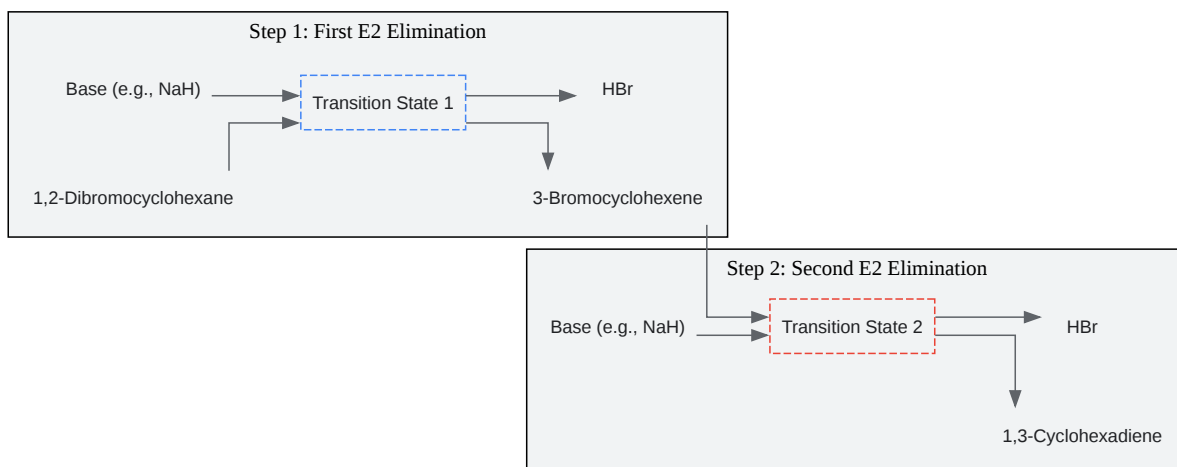 Step 1: First E2 Elimination
Base (e.g., NaH)
Transition State 1
HBr
1,2-Dibromocyclohexane
3-Bromocyclohexene
Step 2: Second E2 Elimination
Base (e.g., NaH)
Transition State 2
HBr
1,3-Cyclohexadiene